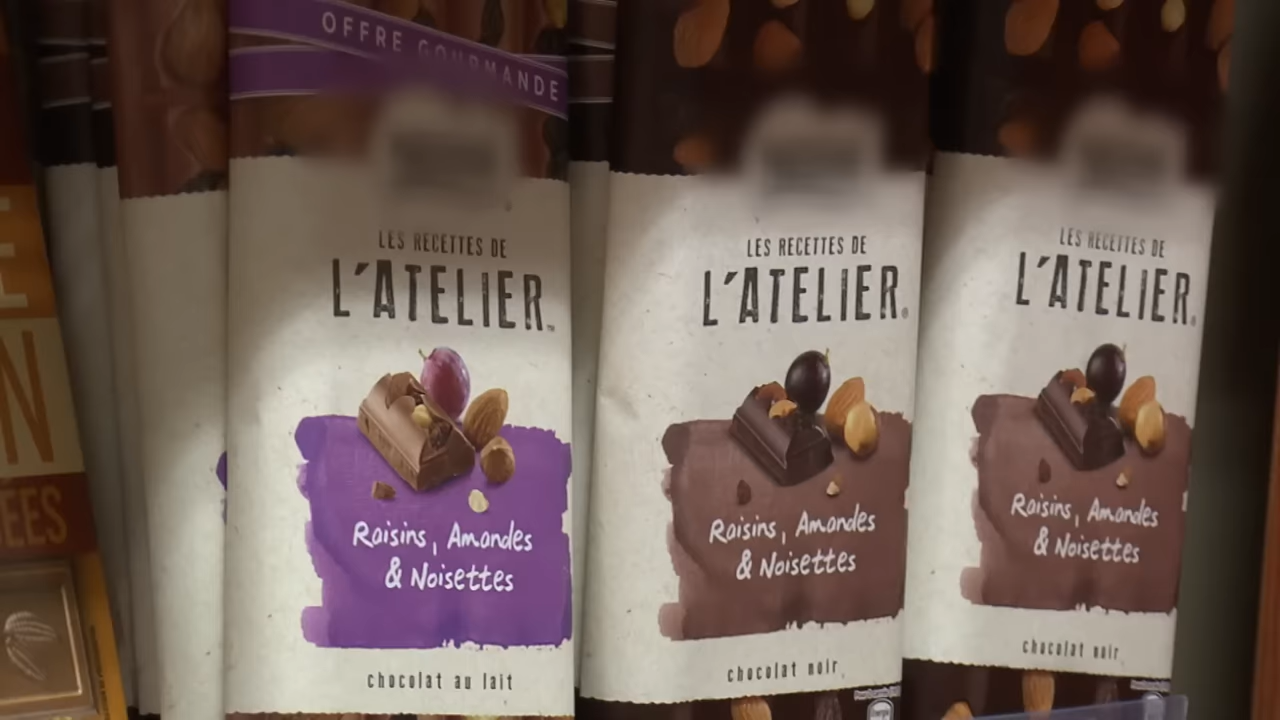 OFFRE GOURMANDE
LES RECETTES DE
L'ATELIER
Raisins, Amandes
& Noisettes
chocolat au lait
LES RECETTES DE
L'ATELIER
Raisins, Amandes
& Noisettes
chocolat noir
LES RECETTES DE
L'ATELIER
Raisins, Amandes
& Noisettes
chocolat noir